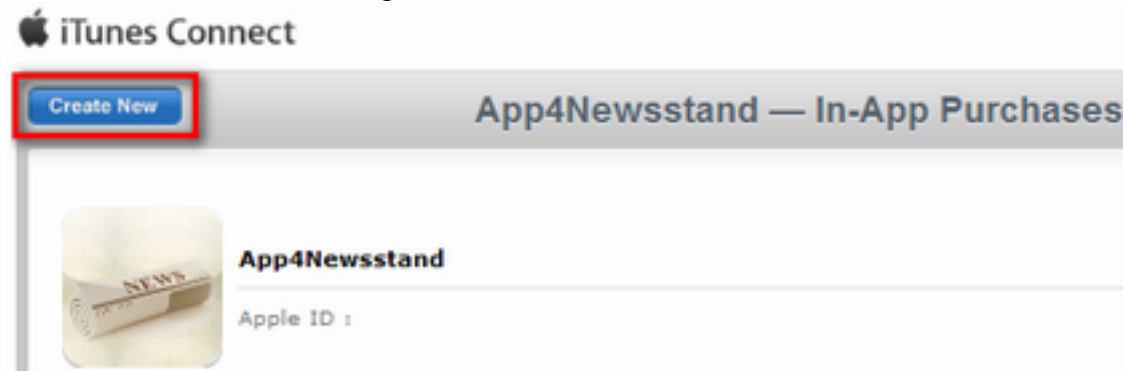 iTunes Connect
Create New
App4Newsstand — In-App Purchases
NEWS
App4Newsstand
Apple ID :